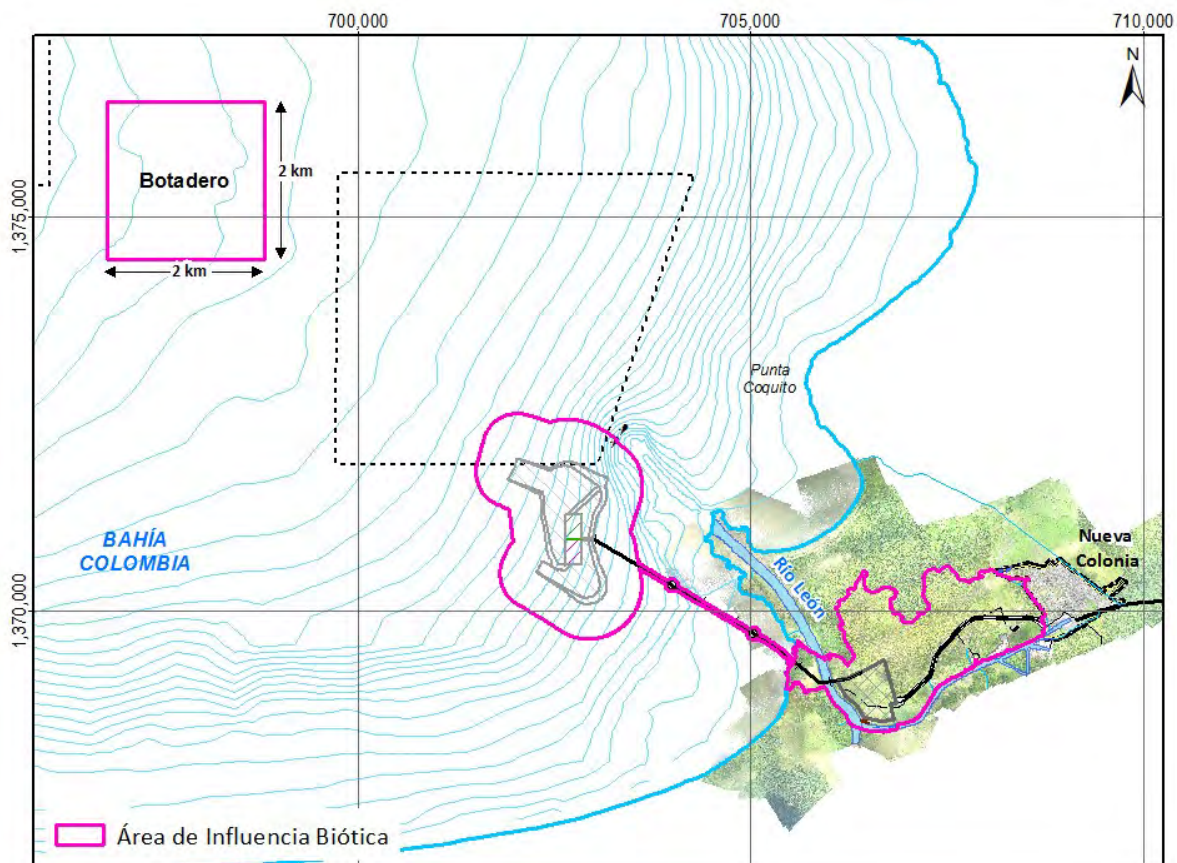 700,000
705,000
710,000
N
Botadero
2 km
2 km
1,375,000
Punta
Coquito
BAHÍA
COLOMBIA
Río León
Nueva
Colonia
1,370,000
Área de Influencia Biótica